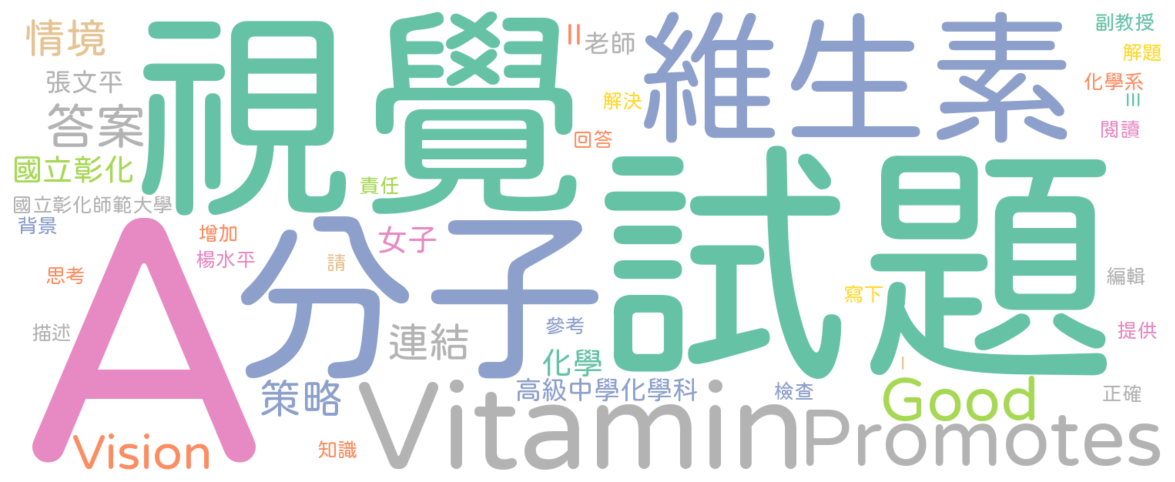 情境
視覺
II
老師
維生素
副教授
解題
張文平
化學系
答案
解決
III
回答
閱讀
國立彰化
責任
試題
國立彰化師範大學
背景
A
分子
增加
女子
楊水平
請
思考
編輯
寫下
參考
描述
連結
提供
化學
I
策略
高級中學化學科
檢查
正確
Good
Vitamin
Promotes
Vision
知識